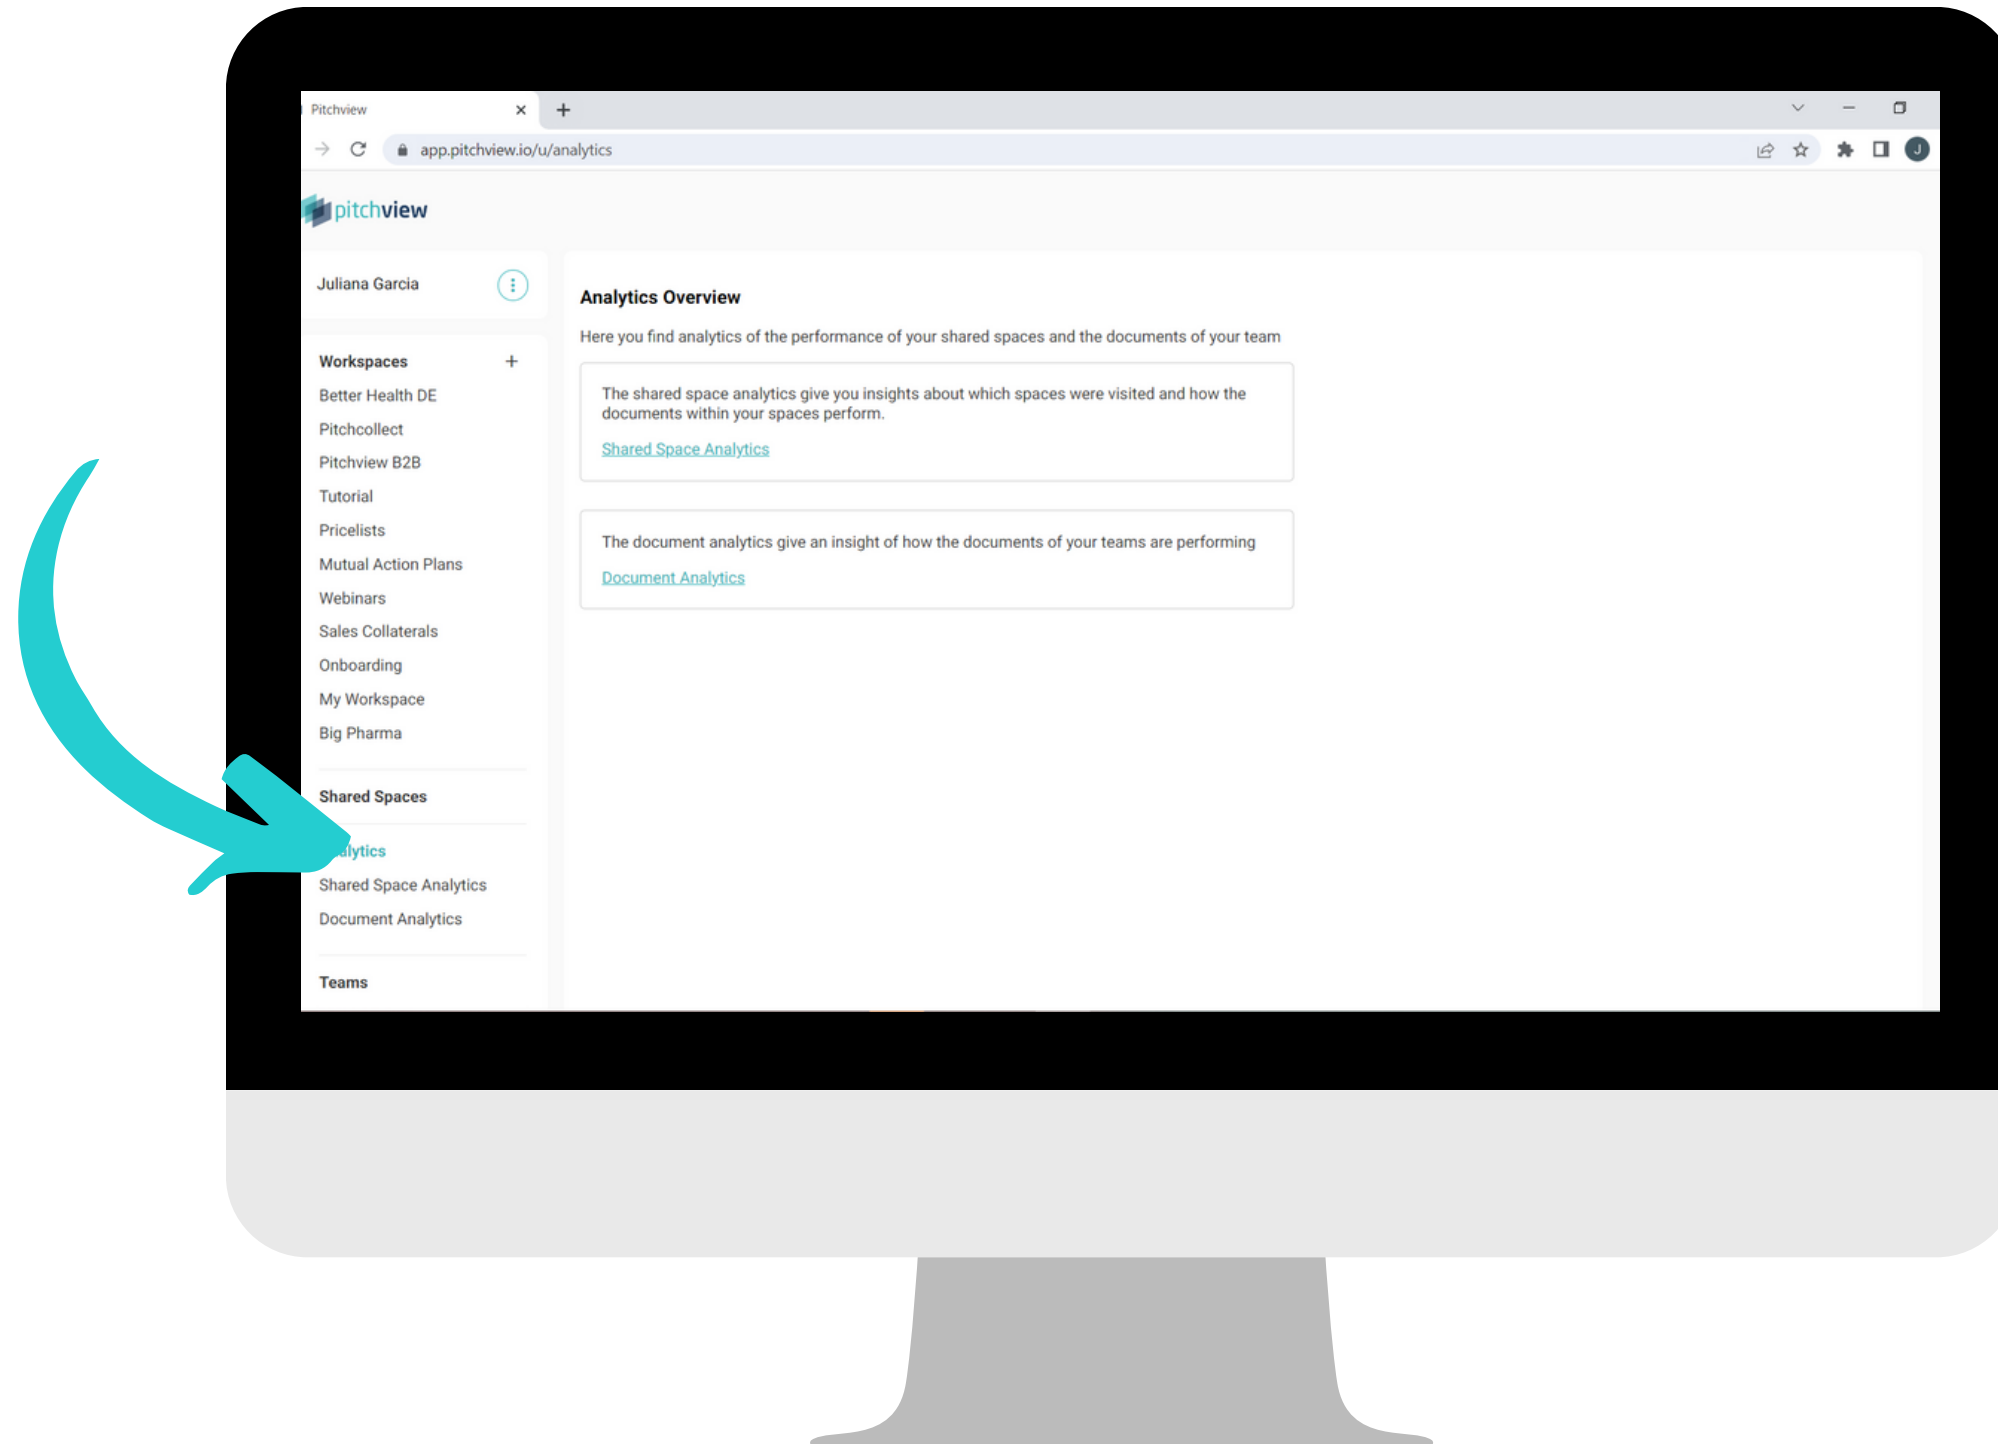 Pitchview
app.pitchview.io/u/analytics
J
pitchview
Juliana Garcia
Analytics Overview
Here you find analytics of the performance of your shared spaces and the documents of your team
Workspaces
Better Health DE
Pitchcollect
Pitchview B2B
Tutorial
Pricelists
Mutual Action Plans
Webinars
Sales Collaterals
Onboarding
My Workspace
Big Pharma
Shared Spaces
alytics
Shared Space Analytics
Document Analytics
Teams
The shared space analytics give you insights about which spaces were visited and how the
documents within your spaces perform.
Shared Space Analytics
The document analytics give an insight of how the documents of your teams are performing
Document Analytics